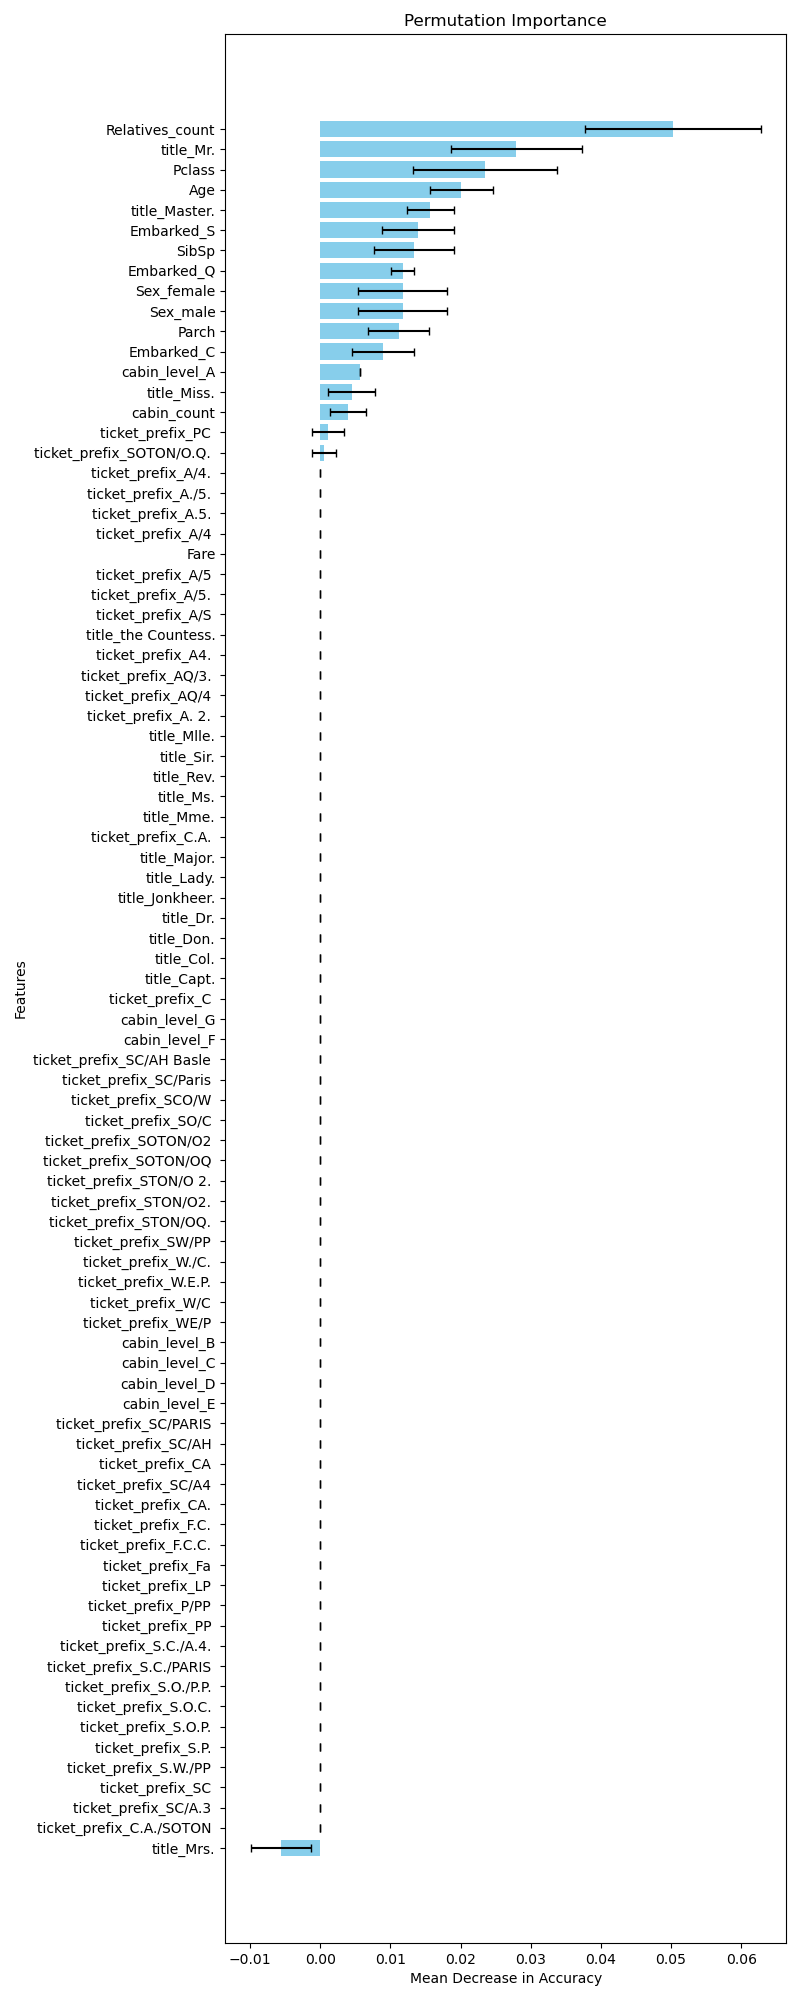 Permutation Importance
Relatives_count
title_Mr.
Pclass
Age
title_Master.
Embarked_S
SibSp
Embarked_Q
Sex_female
Sex_male
Parch
Embarked_C
cabin_level_A
title_Miss.
cabin_count
ticket_prefix_PC
ticket_prefix_SOTON/O.Q.
ticket_prefix_A/4.
ticket_prefix_A./5.
ticket_prefix_A.5.
ticket_prefix_A/4
Fare
ticket_prefix_A/5
ticket_prefix_A/5.
ticket_prefix_A/S
title_the Countess.
ticket_prefix_A4.
ticket_prefix_AQ/3.
ticket_prefix_AQ/4
ticket_prefix_A. 2.
title_Mlle.
title_Sir.
title_Rev.
title_Ms.
title_Mme.
ticket_prefix_C.A.
title_Major.
title_Lady.
title_Jonkheer.
title_Dr.
title_Don.
title_Col.
title_Capt.
ticket_prefix_C
cabin_level_G
cabin_level_F
ticket_prefix_SC/AH Basle
ticket_prefix_SC/Paris
ticket_prefix_SCO/W
ticket_prefix_SO/C
ticket_prefix_SOTON/O2
ticket_prefix_SOTON/OQ
ticket_prefix_STON/O 2.
ticket_prefix_STON/O2.
ticket_prefix_STON/OQ.
ticket_prefix_SW/PP
ticket_prefix_W./C.
ticket_prefix_W.E.P.
ticket_prefix_W/C
ticket_prefix_WE/P
cabin_level_B
cabin_level_C
cabin_level_D
cabin_level_E
ticket_prefix_SC/PARIS
ticket_prefix_SC/AH
ticket_prefix_CA
ticket_prefix_SC/A4
ticket_prefix_CA.
ticket_prefix_F.C.
ticket_prefix_F.C.C.
ticket_prefix_Fa
ticket_prefix_LP
ticket_prefix_P/PP
ticket_prefix_PP
ticket_prefix_S.C./A.4.
ticket_prefix_S.C./PARIS
ticket_prefix_S.O./P.P.
ticket_prefix_S.O.C.
ticket_prefix_S.O.P.
ticket_prefix_S.P.
ticket_prefix_S.W./PP
ticket_prefix_SC
ticket_prefix_SC/A.3
ticket_prefix_C.A./SOTON
title_Mrs.
Features
−0.01 0.00 0.01 0.02 0.03 0.04 0.05 0.06
Mean Decrease in Accuracy